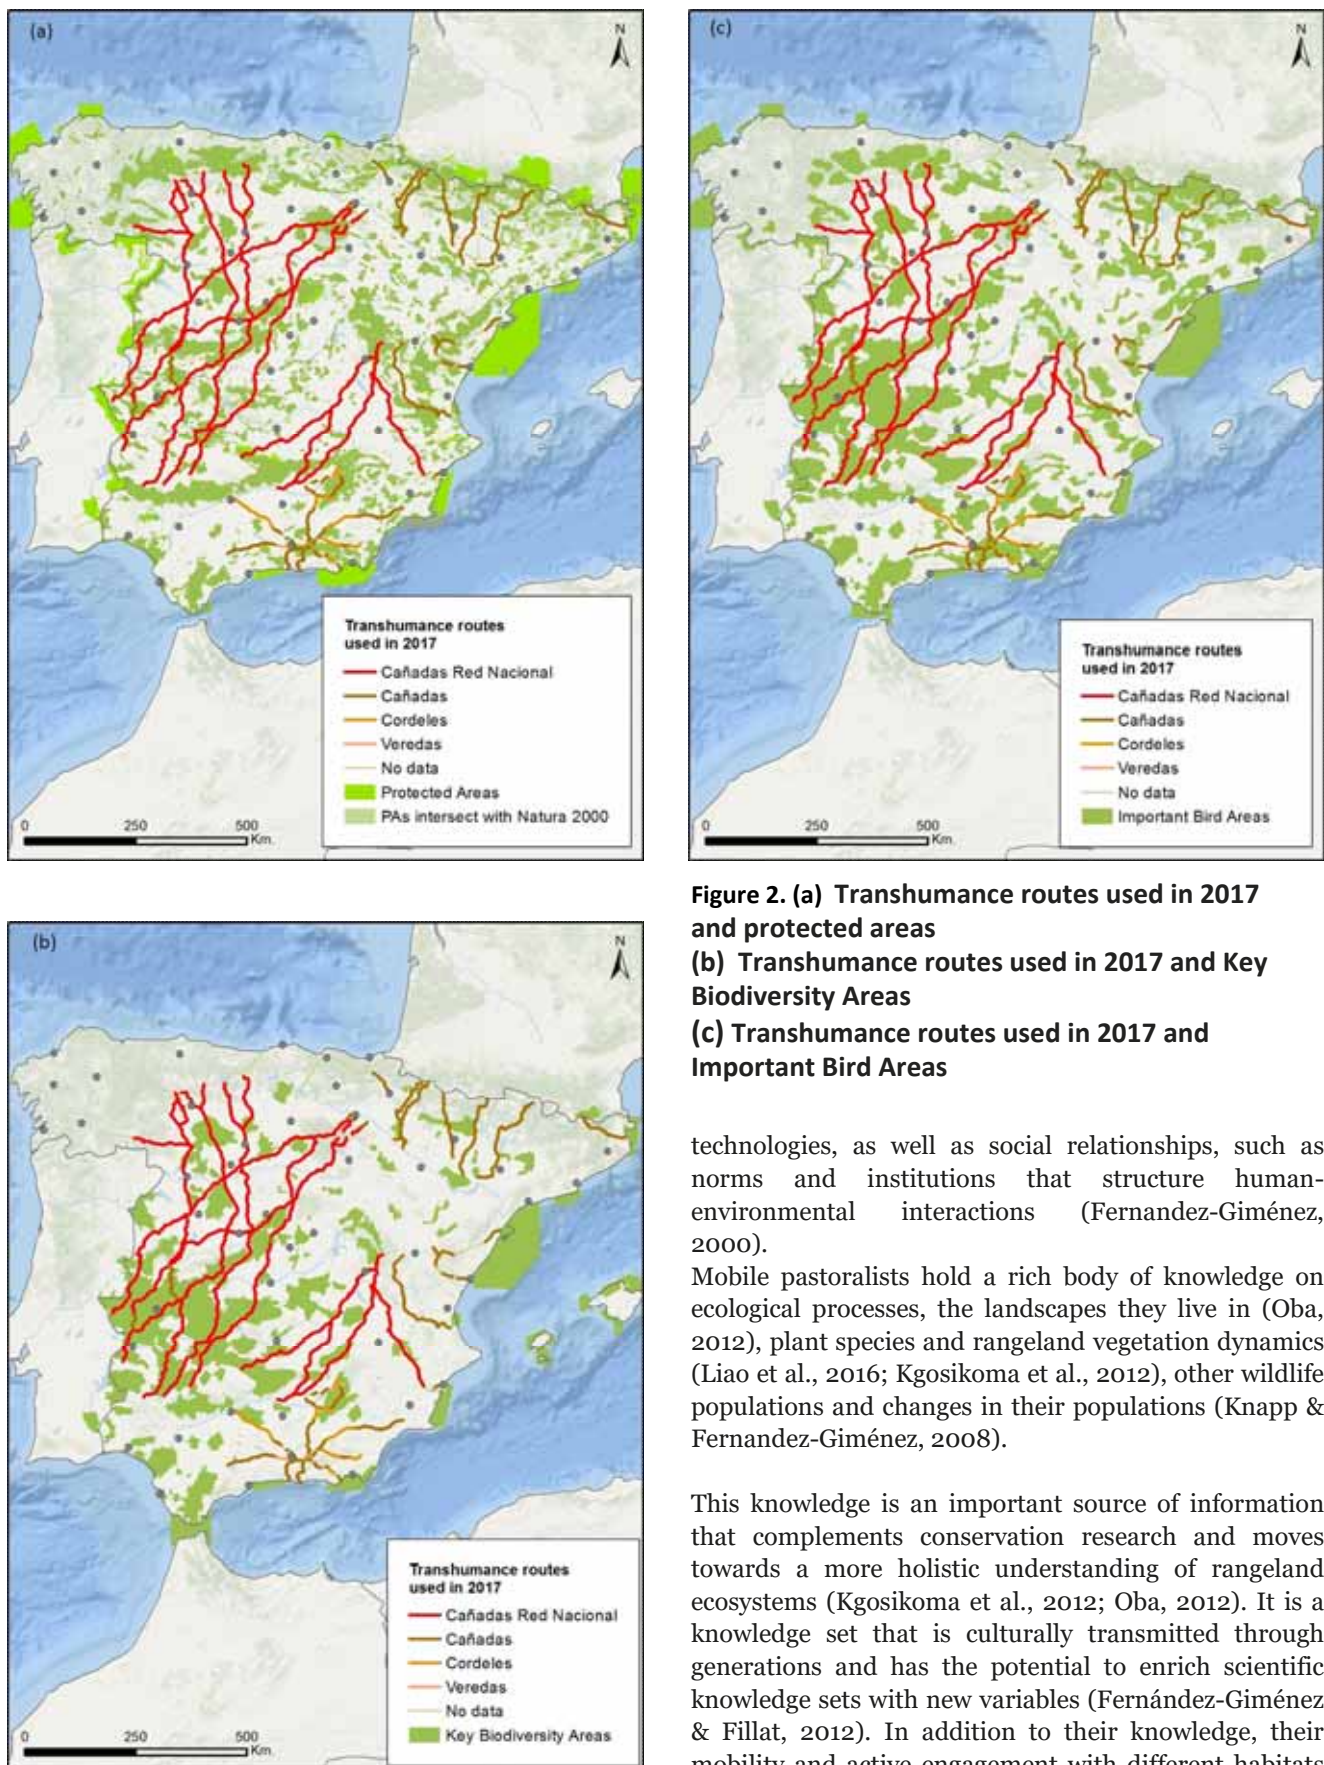 (a)
N
Transhumance routes
used in 2017
Cañadas Red Nacional
Cañadas
Cordeles
Veredas
No data
Protected Areas
PAs intersect with Natura 2000
0 250 500
Km.
(b)
N
Transhumance routes
used in 2017
Cañadas Red Nacional
Cañadas
Cordeles
Veredas
No data
Key Biodiversity Areas
0 250 500
Km.
(c)
N
Transhumance routes
used in 2017
Cañadas Red Nacional
Cañadas
Cordeles
Veredas
No data
Important Bird Areas
0 250 500
Km.
Figure 2. (a) Transhumance routes used in 2017
and protected areas
(b) Transhumance routes used in 2017 and Key
Biodiversity Areas
(c) Transhumance routes used in 2017 and
Important Bird Areas
technologies, as well as social relationships, such as
norms and institutions that structure human-
environmental interactions (Fernandez-Giménez,
2000).
Mobile pastoralists hold a rich body of knowledge on
ecological processes, the landscapes they live in (Oba,
2012), plant species and rangeland vegetation dynamics
(Liao et al., 2016; Kgosikoma et al., 2012), other wildlife
populations and changes in their populations (Knapp &
Fernandez-Giménez, 2008).
This knowledge is an important source of information
that complements conservation research and moves
towards a more holistic understanding of rangeland
ecosystems (Kgosikoma et al., 2012; Oba, 2012). It is a
knowledge set that is culturally transmitted through
generations and has the potential to enrich scientific
knowledge sets with new variables (Fernández-Giménez
& Fillat, 2012). In addition to their knowledge, their
mobility and active engagement with different habitats